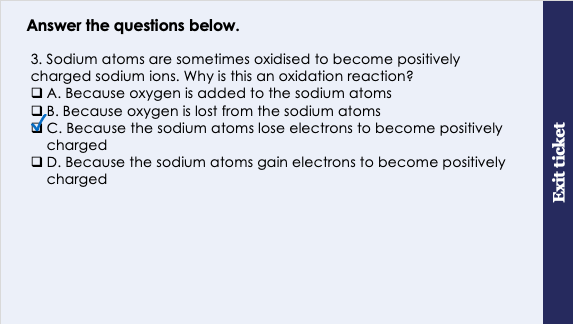 Answer the questions below.
3. Sodium atoms are sometimes oxidised to become positively
charged sodium ions. Why is this an oxidation reaction?
A. Because oxygen is added to the sodium atoms
B. Because oxygen is lost from the sodium atoms
C. Because the sodium atoms lose electrons to become positively
charged
D. Because the sodium atoms gain electrons to become positively
charged
Exit ticket